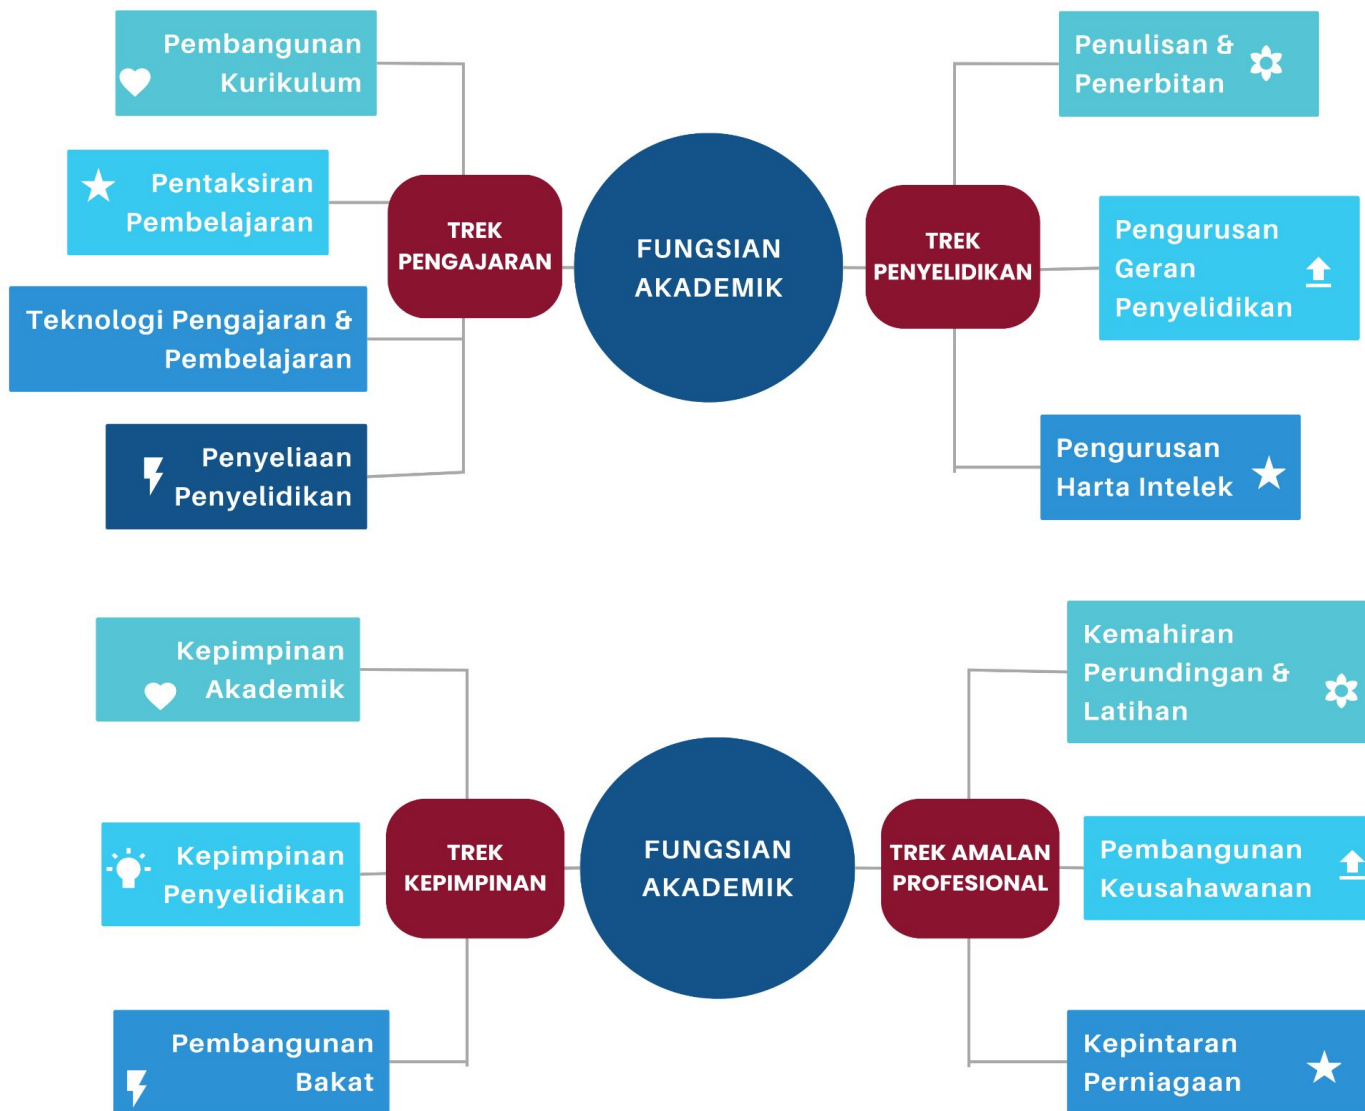 Pembangunan
Kurikulum
Pentaksiran
Pembelajaran
Teknologi Pengajaran &
Pembelajaran
Penyeliaan
Penyelidikan
TREK
PENGAJARAN
FUNGSIAN
AKADEMIK
TREK
PENYELIDIKAN
Penulisan &
Penerbitan
Pengurusan
Geran
Penyelidikan
Pengurusan
Harta Intelek
Kepimpinan
Akademik
Kepimpinan
Penyelidikan
Pembangunan
Bakat
TREK
KEPIMPINAN
FUNGSIAN
AKADEMIK
TREK AMALAN
PROFESIONAL
Kemahiran
Perundingan &
Latihan
Pembangunan
Keusahawanan
Kepintaran
Perniagaan